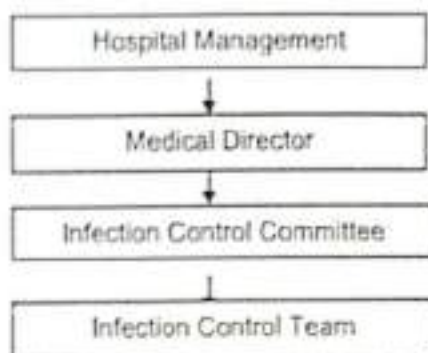 Hospital Management
Medical Director
Infection Control Committee
Infection Control Team